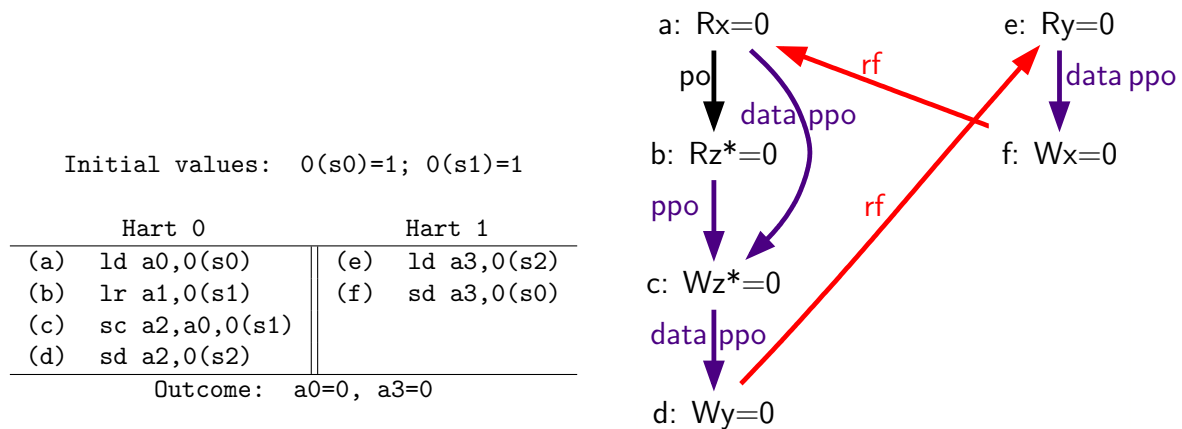 Initial values: 0(s0)=1; 0(s1)=1
Hart 0 Hart 1
(a) ld a0,0(s0) (e) ld a3,0(s2)
(b) lr a1,0(s1) (f) sd a3,0(s0)
(c) sc a2,a0,0(s1)
(d) sd a2,0(s2)
Outcome: a0=0, a3=0
a: Rx=0 e: Ry=0
rf
po data ppo
data ppo
b: Rz*=0 f: Wx=0
ppo rf
c: Wz*=0
data ppo
d: Wy=0